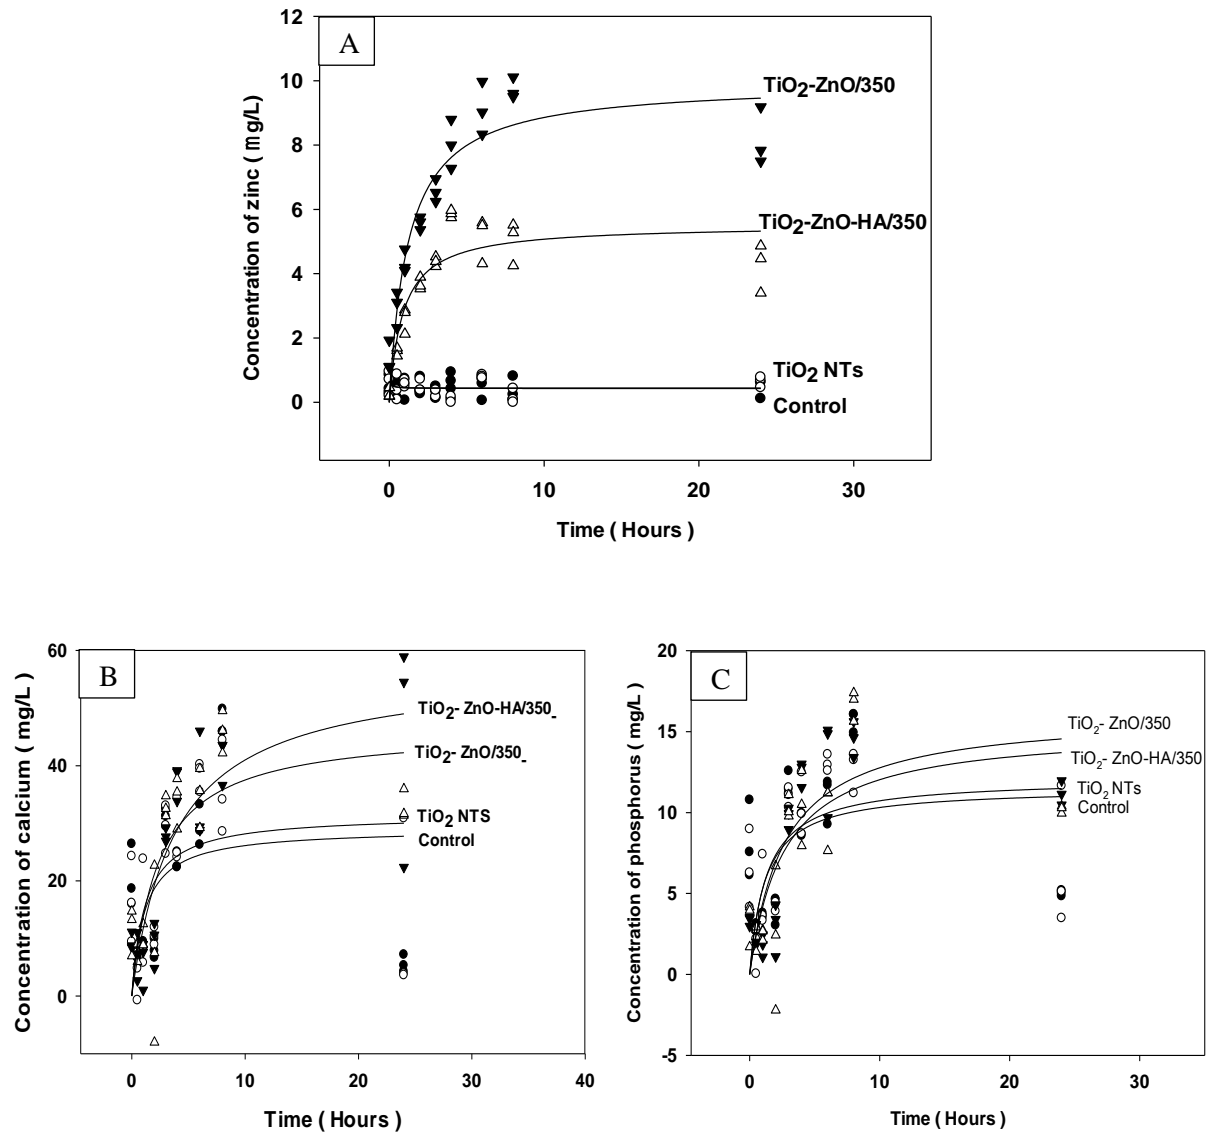 A
12
10
8
6
4
2
0
Concentration of zinc ( mg/L )
TiO2-ZnO/350
TiO2-ZnO-HA/350
TiO2 NTs
Control
0 10 20 30
Time ( Hours )
B
60
40
20
0
Concentration of calcium ( mg/L )
TiO2- ZnO-HA/350
TiO2- ZnO/350
TiO2 NTS
Control
0 10 20 30 40
Time ( Hours )
C
20
15
10
5
0
-5
Concentration of phosphorus ( mg/L )
TiO2- ZnO/350
TiO2- ZnO-HA/350
TiO2 NTs
Control
0 10 20 30
Time ( Hours )